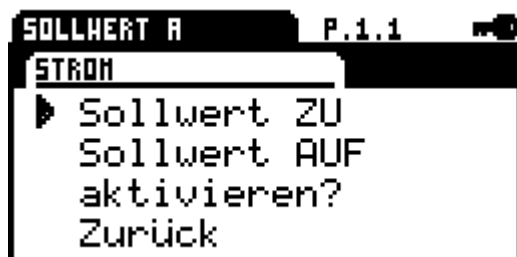 SOLLWERT A P.1.1
STROM
Sollwert ZU
Sollwert AUF
aktivieren?
Zurück